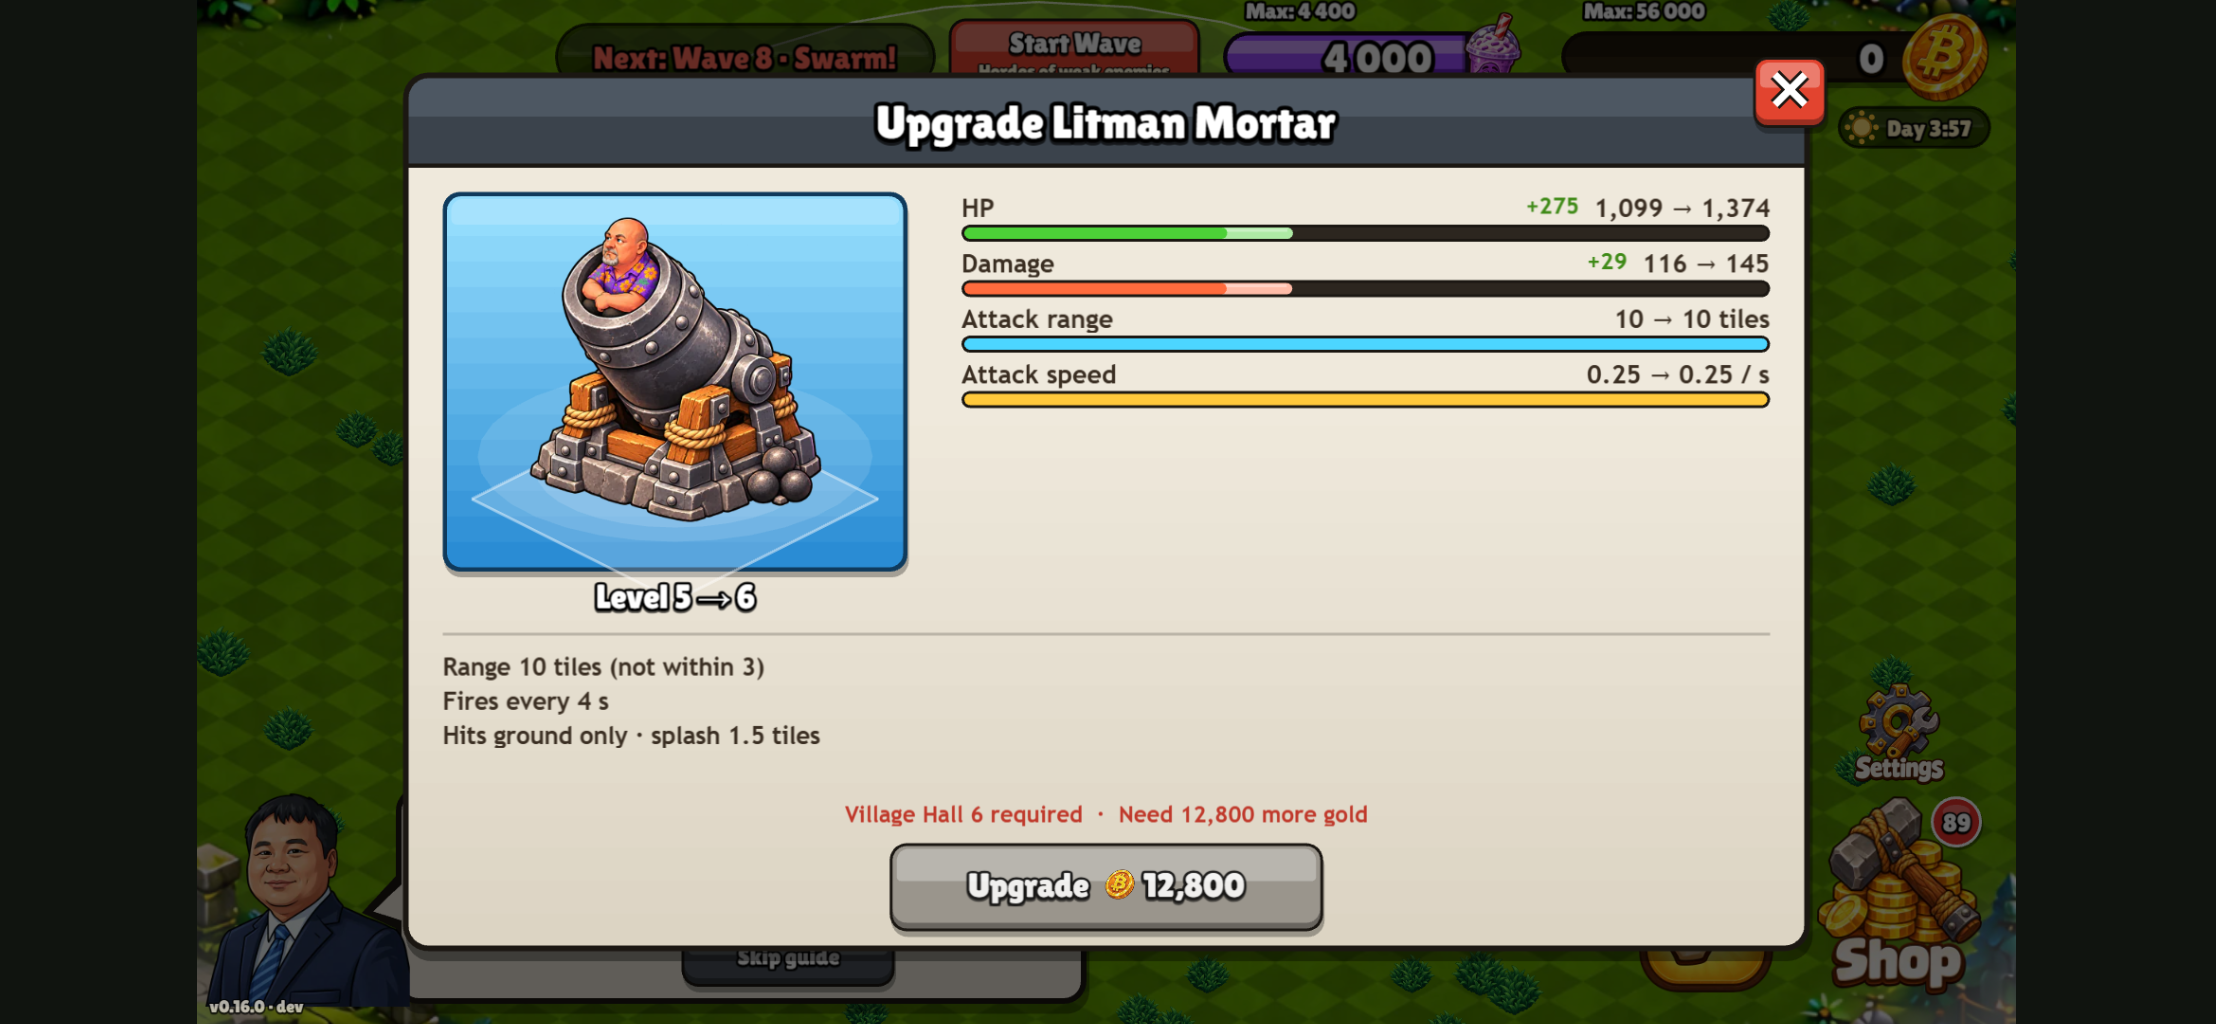 Max: 4 400
Max: 56 000
Next: Wave 8 · Swarm!
Start Wave
Hordes of weak enemies
4 000
0
Day 3:57
Upgrade Litman Mortar
HP
+275 1,099 → 1,374
Damage
+29 116 → 145
Attack range
10 → 10 tiles
Attack speed
0.25 → 0.25 / s
Level 5 → 6
Range 10 tiles (not within 3)
Fires every 4 s
Hits ground only · splash 1.5 tiles
Village Hall 6 required · Need 12,800 more gold
Upgrade 12,800
Settings
89
Shop
Skip guide
v0.16.0 · dev